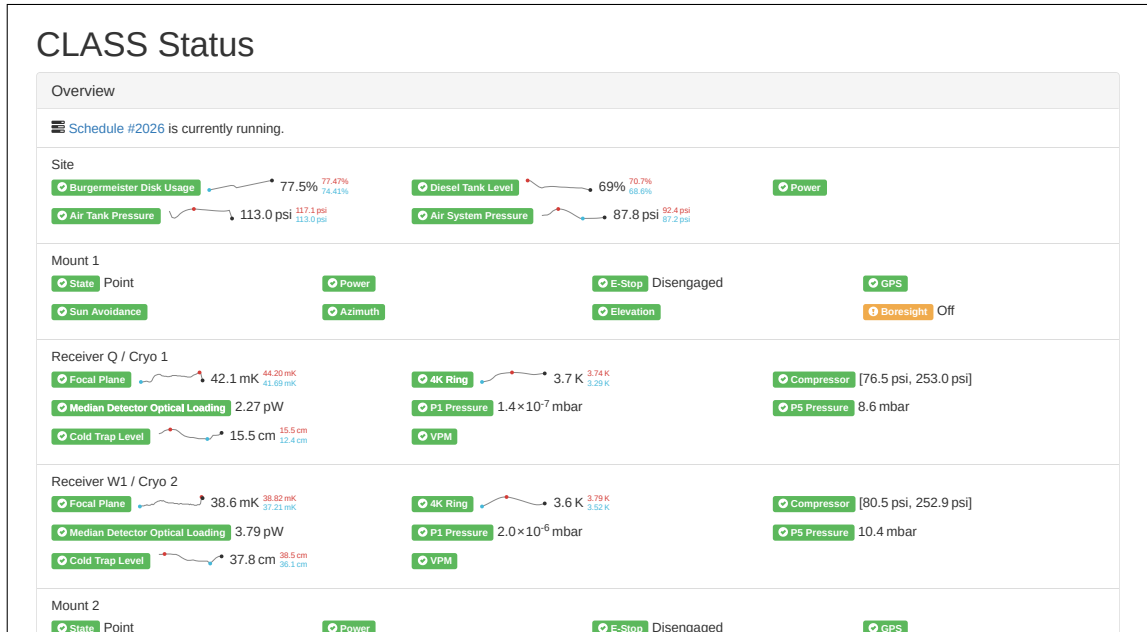 CLASS Status
Overview
Schedule #2026 is currently running.
Site
Burgermeister Disk Usage 77.5% 77.47% 74.41% Diesel Tank Level 69% 70.7% 68.6% Power
Air Tank Pressure 113.0 psi 117.1 psi 113.0 psi Air System Pressure 87.8 psi 92.4 psi 87.2 psi
Mount 1
State Point Power E-Stop Disengaged GPS
Sun Avoidance Azimuth Elevation Boresight Off
Receiver Q / Cryo 1
Focal Plane 42.1 mK 44.20 mK 41.69 mK 4K Ring 3.7 K 3.74 K 3.29 K Compressor [76.5 psi, 253.0 psi]
Median Detector Optical Loading 2.27 pW P1 Pressure 1.4×10⁻⁷ mbar P5 Pressure 8.6 mbar
Cold Trap Level 15.5 cm 15.5 cm 12.4 cm VPM
Receiver W1 / Cryo 2
Focal Plane 38.6 mK 38.82 mK 37.21 mK 4K Ring 3.6 K 3.79 K 3.52 K Compressor [80.5 psi, 252.9 psi]
Median Detector Optical Loading 3.79 pW P1 Pressure 2.0×10⁻⁶ mbar P5 Pressure 10.4 mbar
Cold Trap Level 37.8 cm 38.5 cm 36.1 cm VPM
Mount 2
State Point Power E-Stop Disengaged GPS